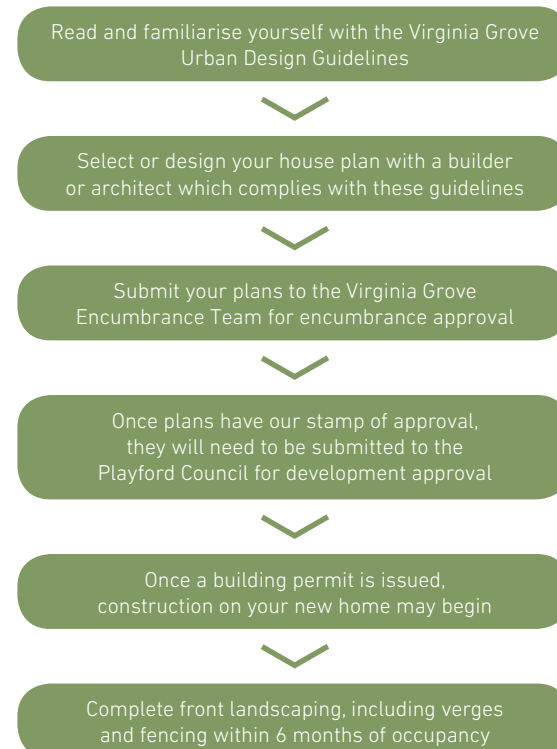 Read and familiarise yourself with the Virginia Grove
Urban Design Guidelines
Select or design your house plan with a builder
or architect which complies with these guidelines
Submit your plans to the Virginia Grove
Encumbrance Team for encumbrance approval
Once plans have our stamp of approval,
they will need to be submitted to the
Playford Council for development approval
Once a building permit is issued,
construction on your new home may begin
Complete front landscaping, including verges
and fencing within 6 months of occupancy